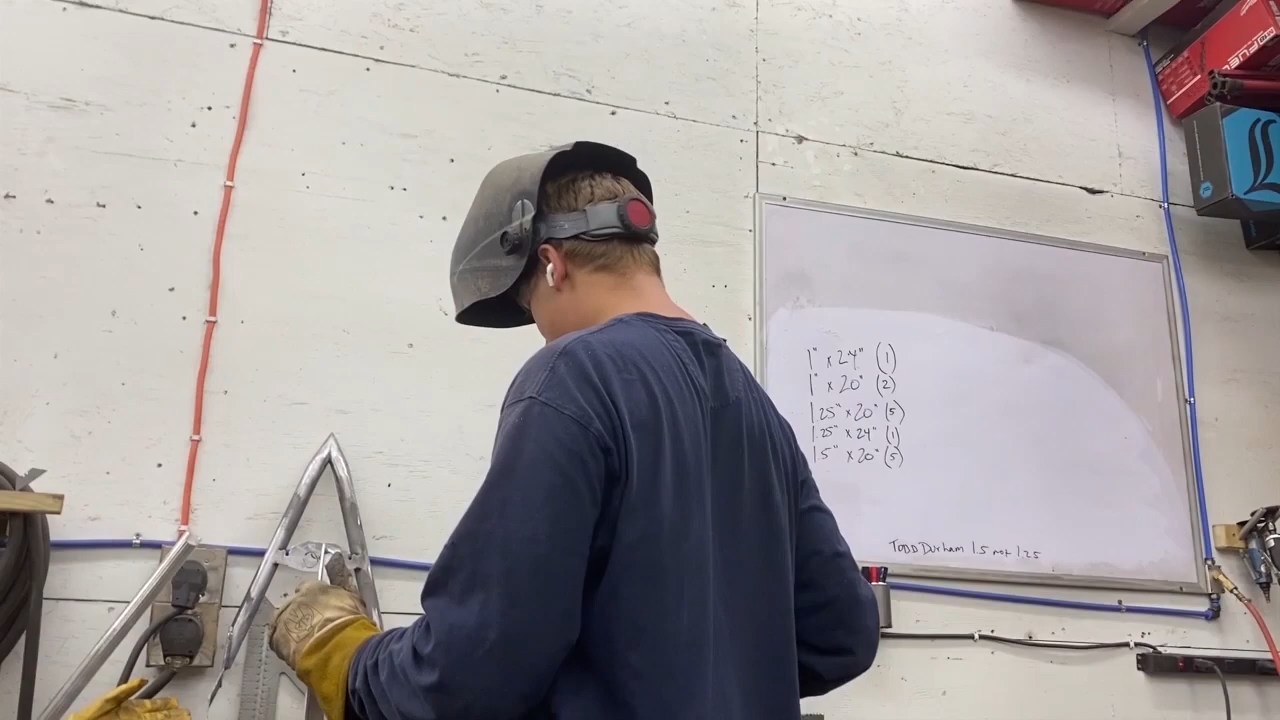 1" x 24" (1)
1" x 20" (2)
1.25" x 20" (5)
1.25" x 24" (1)
1.5" x 20" (5)
TODD Durham 1.5 not 1.25
FUEL